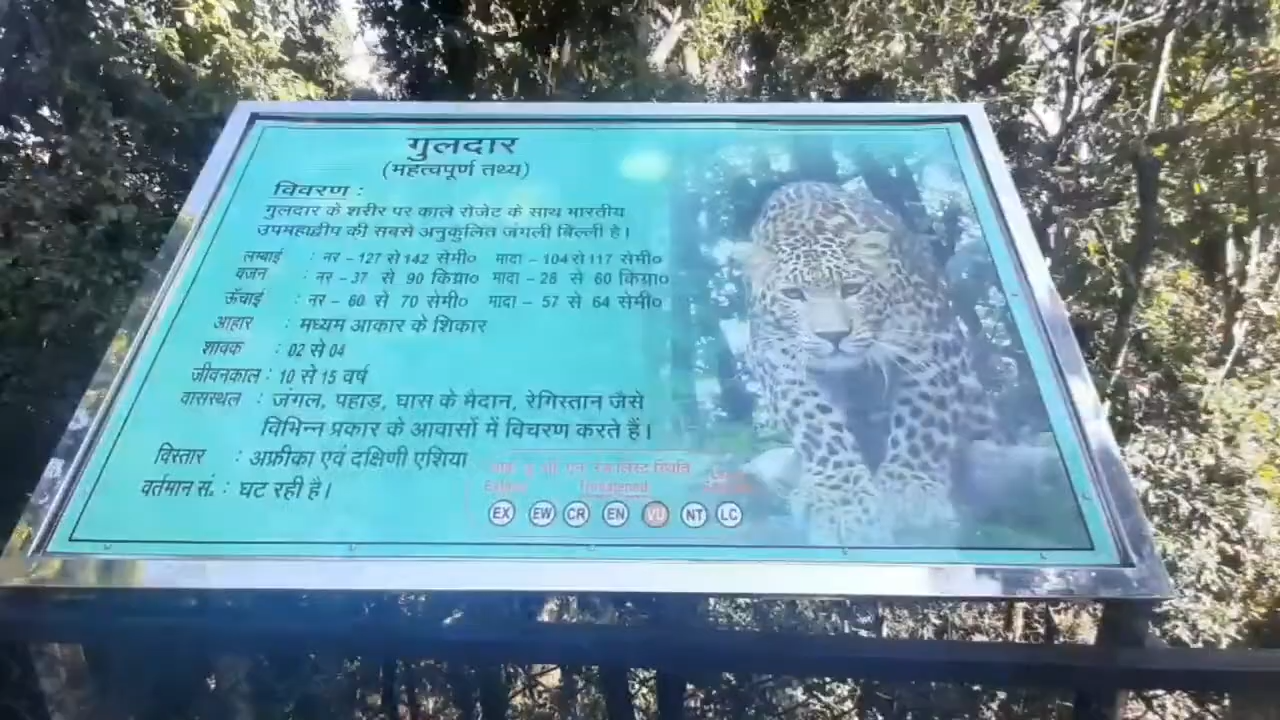 गुलदार
(महत्वपूर्ण तथ्य)
विवरण :
गुलदार के शरीर पर काले रोजेट के साथ भारतीय
उपमहाद्वीप की सबसे अनुकुलित जंगली बिल्ली है।
लम्बाई : नर – 127 से 142 सेमी० मादा – 104 से 117 सेमी०
वजन : नर – 37 से 90 किग्रा० मादा – 28 से 60 किग्रा०
ऊँचाई : नर – 60 से 70 सेमी० मादा – 57 से 64 सेमी०
आहार : मध्यम आकार के शिकार
शावक : 02 से 04
जीवनकाल : 10 से 15 वर्ष
वासस्थल : जंगल, पहाड़, घास के मैदान, रेगिस्तान जैसे
विभिन्न प्रकार के आवासों में विचरण करते हैं।
विस्तार : अफ्रीका एवं दक्षिणी एशिया
वर्तमान सं. : घट रही है।
Threatened
EX EW CR EN VU NT LC